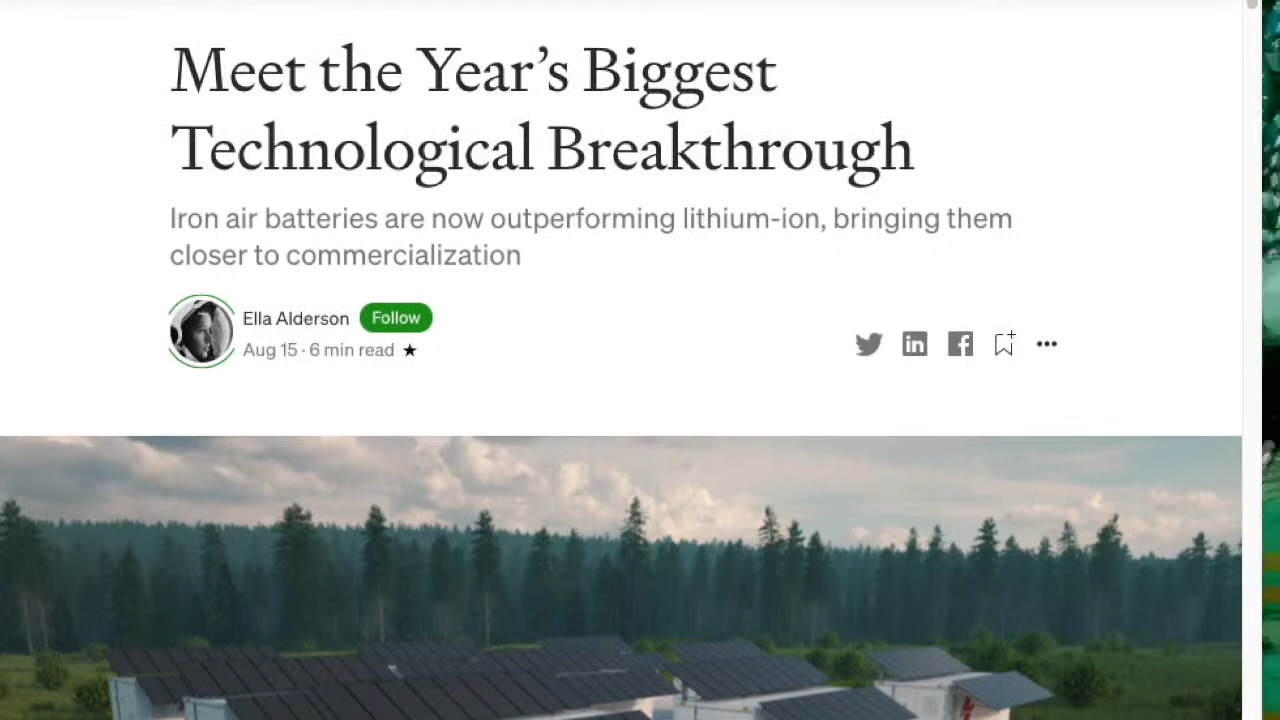 Meet the Year’s Biggest
Technological Breakthrough
Iron air batteries are now outperforming lithium-ion, bringing them
closer to commercialization
Ella Alderson Follow
Aug 15 · 6 min read ★